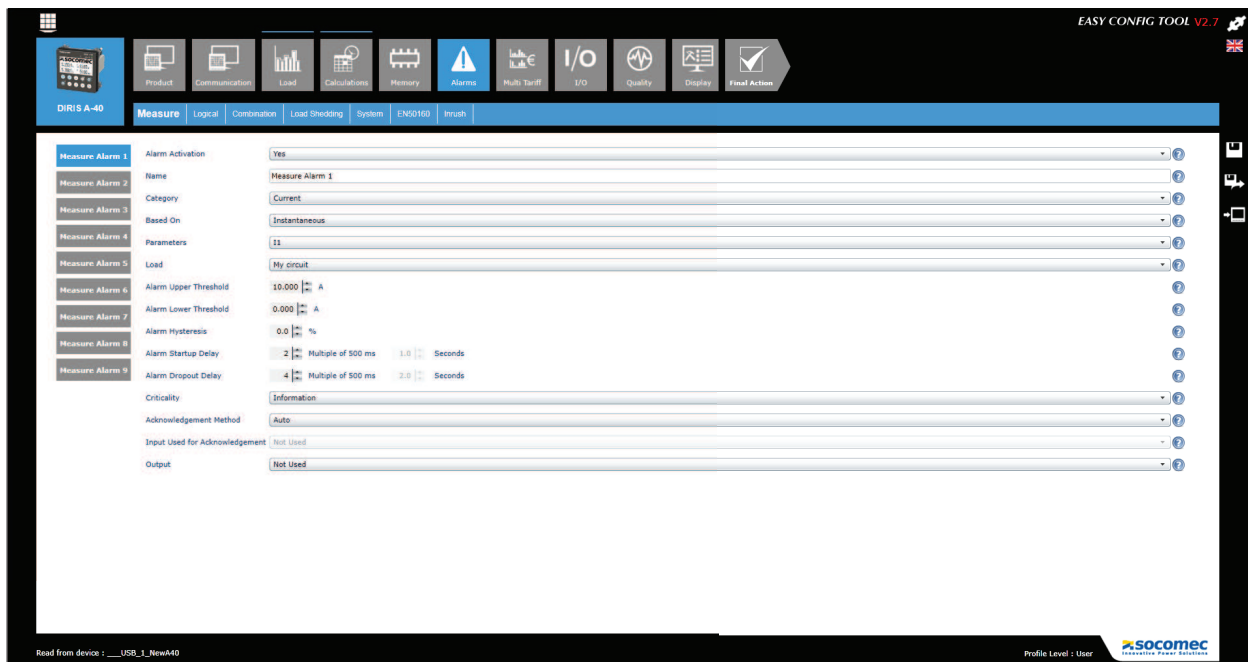 EASY CONFIG TOOL V2.7
Product
Communication
Load
Calculations
Memory
Alarms
Multi Tariff
I/O
I/O
Quality
Display
Final Action
DIRIS A-40
Measure
Logical
Combination
Load Shedding
System
EN50160
Inrush
Measure Alarm 1
Measure Alarm 2
Measure Alarm 3
Measure Alarm 4
Measure Alarm 5
Measure Alarm 6
Measure Alarm 7
Measure Alarm 8
Measure Alarm 9
Alarm Activation Yes
Name Measure Alarm 1
Category Current
Based On Instantaneous
Parameters I1
Load My circuit
Alarm Upper Threshold 10.000 A
Alarm Lower Threshold 0.000 A
Alarm Hysteresis 0.0 %
Alarm Startup Delay 2 Multiple of 500 ms 1.0 Seconds
Alarm Dropout Delay 4 Multiple of 500 ms 2.0 Seconds
Criticality Information
Acknowledgement Method Auto
Input Used for Acknowledgement Not Used
Output Not Used
Read from device : ___USB_1_NewA40
Profile Level : User
socomec
Innovative Power Solutions